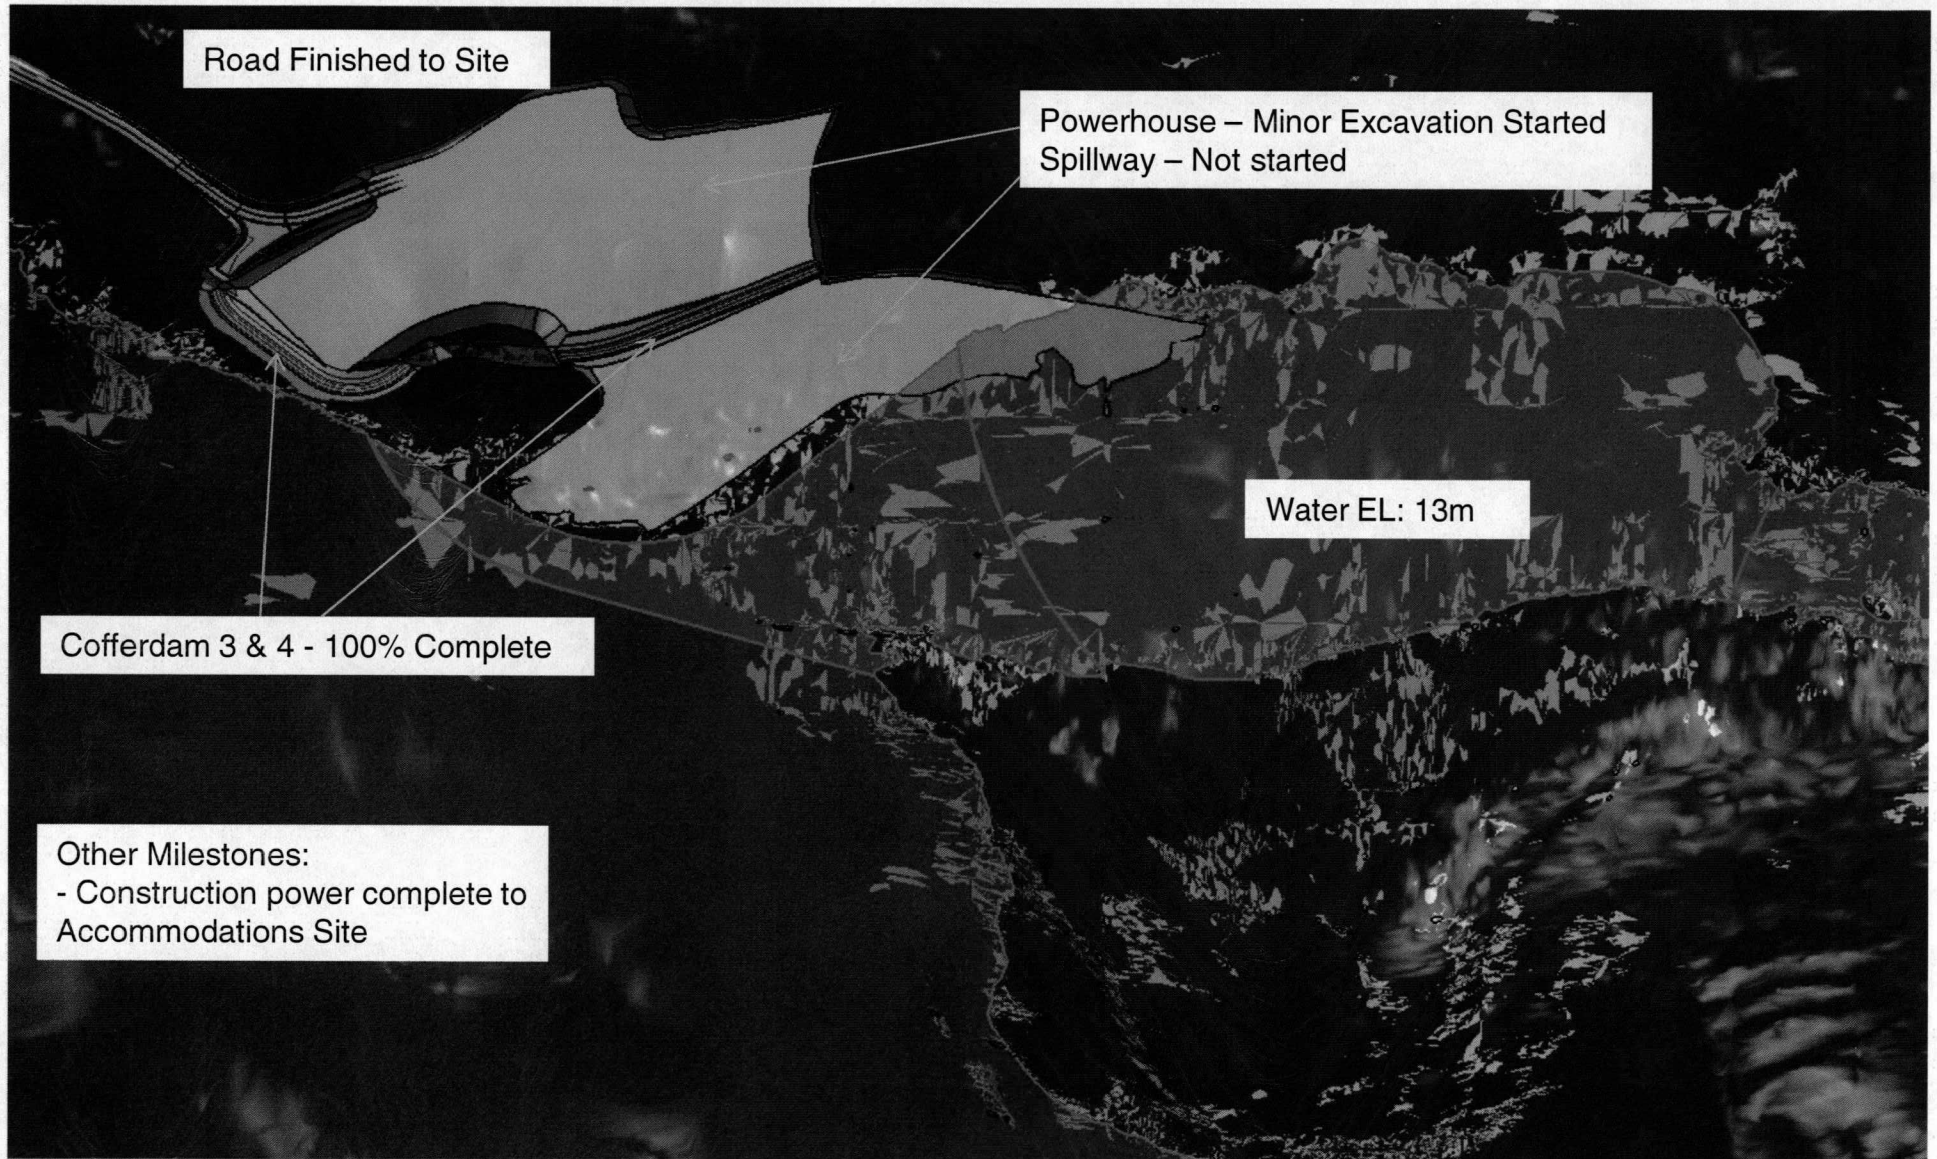 Road Finished to Site
Powerhouse – Minor Excavation Started
Spillway – Not started
Water EL: 13m
Cofferdam 3 & 4 - 100% Complete
Other Milestones:
- Construction power complete to
Accommodations Site